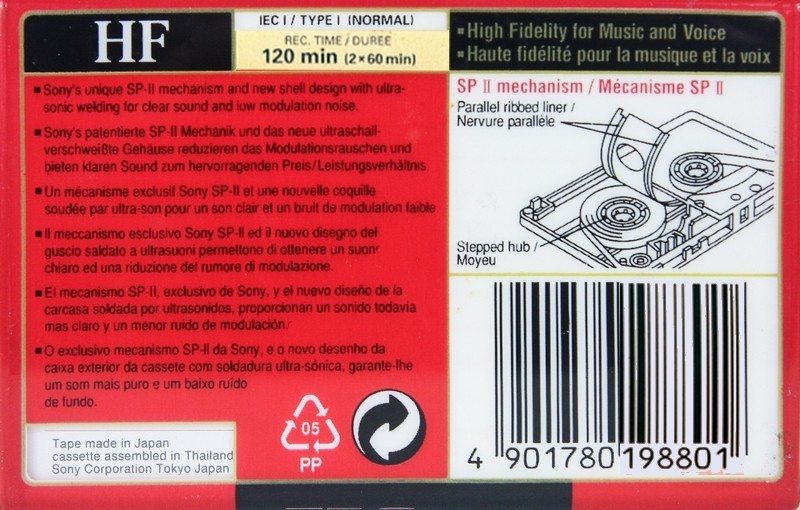 HF
IEC I / TYPE I (NORMAL)
REC. TIME / DURÉE
120 min (2×60min)
▪High Fidelity for Music and Voice
▪Haute fidélité pour la musique et la voix
▪Sony's unique SP-II mechanism and new shell design with ultra-
sonic welding for clear sound and low modulation noise.
▪Sony's patentierte SP-II Mechanik und das neue ultraschall-
verschweißte Gehäuse reduzieren das Modulationsrauschen und
bieten klaren Sound zum hervorragenden Preis/Leistungsverhältnis
▪Un mécanisme exclusif Sony SP-II et une nouvelle coquille
soudée par ultra-son pour un son clair et un bruit de modulation faible
▪Il meccanismo esclusivo Sony SP-II ed il nuovo disegno del
guscio saldato a ultrasuoni permettono di ottenere un suono
chiaro ed una riduzione del rumore di modulazione.
▪El mecanismo SP-II, exclusivo de Sony, y el nuevo diseño de la
carcasa soldada por ultrasonidos, proporcionan un sonido todavia
mas claro y un menor ruido de modulación/
▪O exclusivo mecanismo SP-II da Sony, e o novo desenho da
caixa exterior da cassete com soldadura ultra-sónica, garante-lhe
um som mais puro e um baixo ruído
de fundo.
SP II mechanism / Mécanisme SP II
Parallel ribbed liner /
Nervure parallèle
Stepped hub /
Moyeu
05
PP
Tape made in Japan
cassette assembled in Thailand
Sony Corporation Tokyo Japan
4 901780 198801